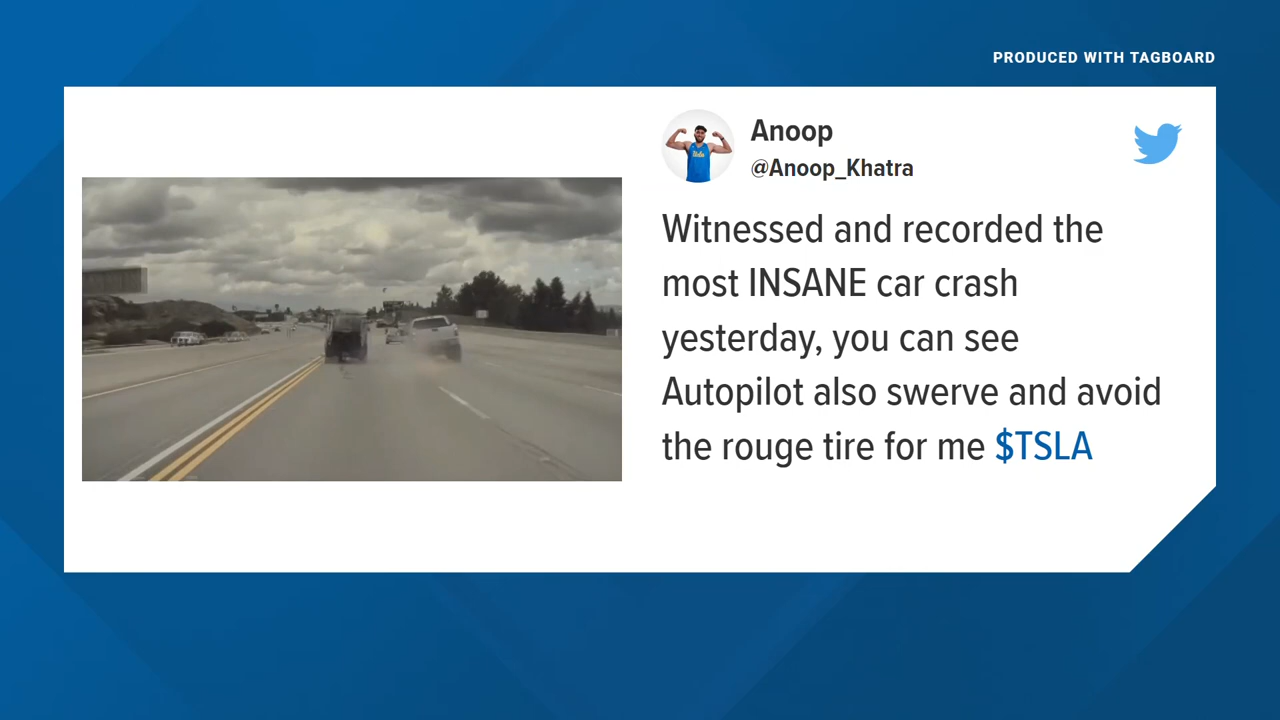 PRODUCED WITH TAGBOARD
Anoop
@Anoop_Khatra
Witnessed and recorded the
most INSANE car crash
yesterday, you can see
Autopilot also swerve and avoid
the rouge tire for me $TSLA